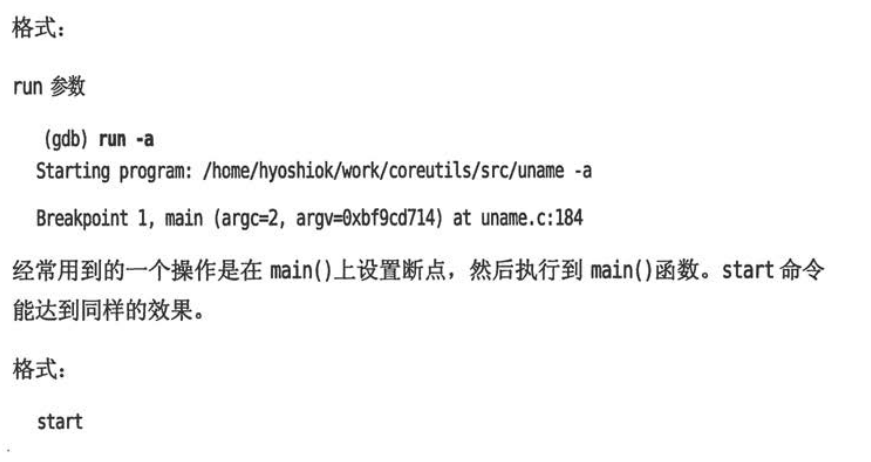 格式：
run 参数
(gdb) run -a
Starting program: /home/hyoshiok/work/coreutils/src/uname -a
Breakpoint 1, main (argc=2, argv=0xbf9cd714) at uname.c:184
经常用到的一个操作是在 main()上设置断点，然后执行到 main()函数。start 命令
能达到同样的效果。
格式：
start